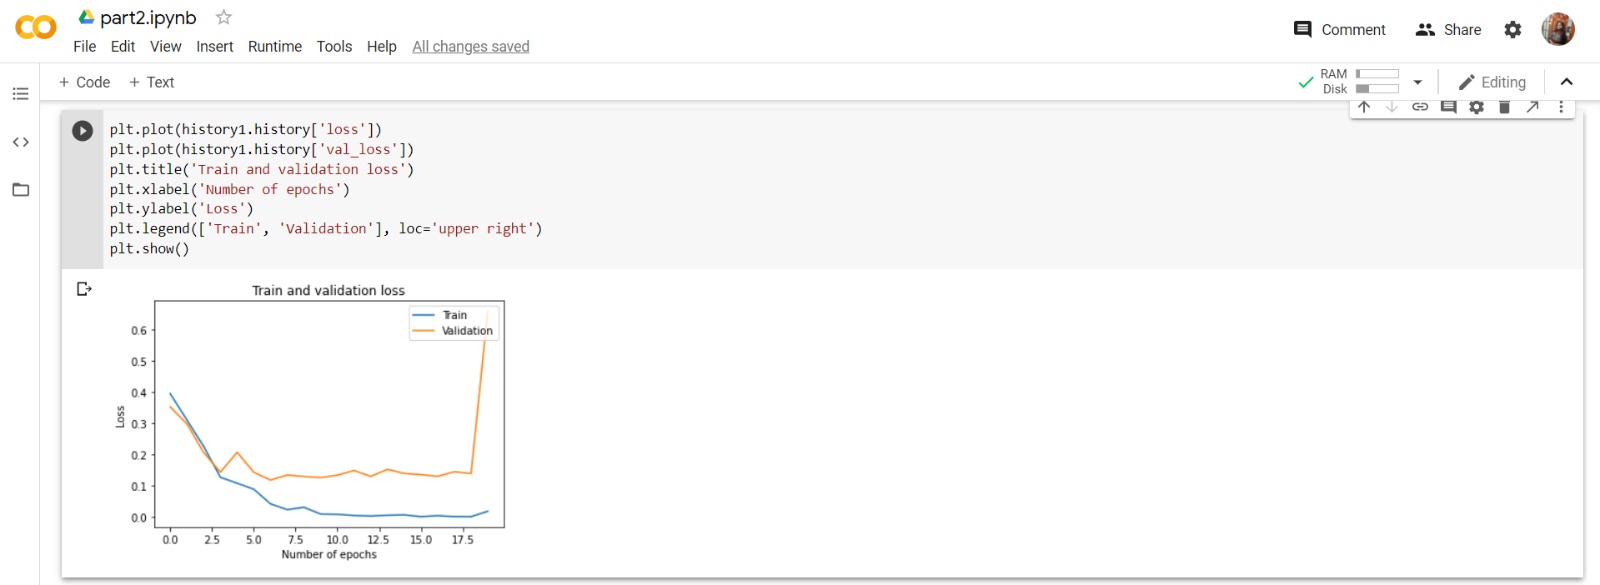 part2.ipynb
Comment
Share
File Edit View Insert Runtime Tools Help All changes saved
+ Code + Text
RAM
Disk
Editing
plt.plot(history1.history['loss'])
plt.plot(history1.history['val_loss'])
plt.title('Train and validation loss')
plt.xlabel('Number of epochs')
plt.ylabel('Loss')
plt.legend(['Train', 'Validation'], loc='upper right')
plt.show()
Train and validation loss
Train
Validation
0.6
0.5
0.4
0.3
0.2
0.1
0.0
Loss
0.0 2.5 5.0 7.5 10.0 12.5 15.0 17.5
Number of epochs